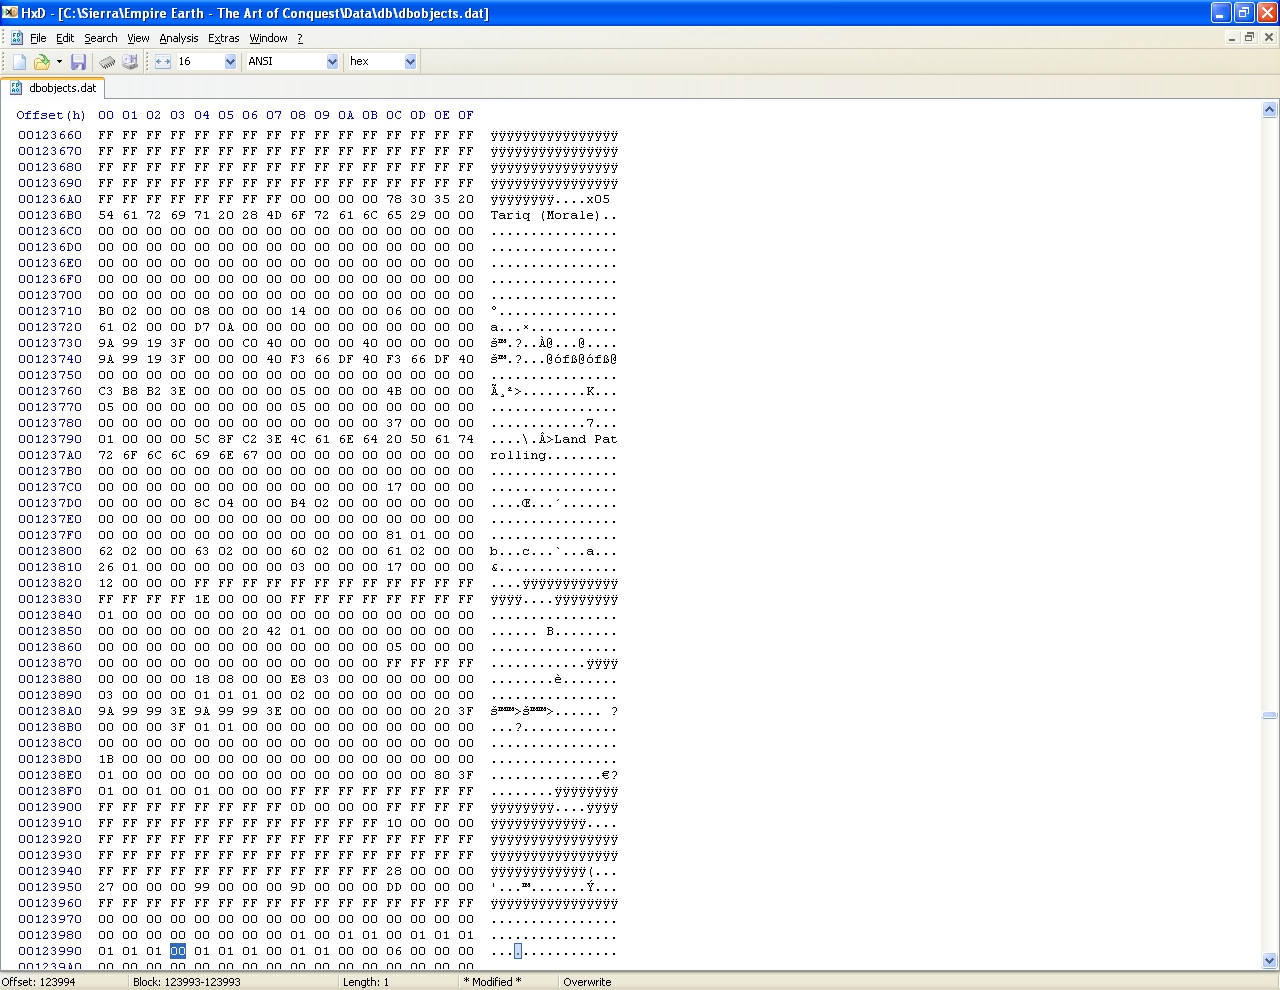 HxD - [C:\Sierra\Empire Earth - The Art of Conquest\Data\db\dbobjects.dat]
File Edit Search View Analysis Extras Window ?
16 ANSI hex
dbobjects.dat
Offset(h) 00 01 02 03 04 05 06 07 08 09 0A 0B 0C 0D 0E 0F
00123660 FF FF FF FF FF FF FF FF FF FF FF FF FF FF FF FF ÿÿÿÿÿÿÿÿÿÿÿÿÿÿÿÿ
00123670 FF FF FF FF FF FF FF FF FF FF FF FF FF FF FF FF ÿÿÿÿÿÿÿÿÿÿÿÿÿÿÿÿ
00123680 FF FF FF FF FF FF FF FF FF FF FF FF FF FF FF FF ÿÿÿÿÿÿÿÿÿÿÿÿÿÿÿÿ
00123690 FF FF FF FF FF FF FF FF FF FF FF FF FF FF FF FF ÿÿÿÿÿÿÿÿÿÿÿÿÿÿÿÿ
001236A0 FF FF FF FF FF FF FF FF 00 00 00 00 78 30 35 20 ÿÿÿÿÿÿÿÿ....x05
001236B0 54 61 72 69 71 20 28 4D 6F 72 61 6C 65 29 00 00 Tariq (Morale)..
001236C0 00 00 00 00 00 00 00 00 00 00 00 00 00 00 00 00 ................
001236D0 00 00 00 00 00 00 00 00 00 00 00 00 00 00 00 00 ................
001236E0 00 00 00 00 00 00 00 00 00 00 00 00 00 00 00 00 ................
001236F0 00 00 00 00 00 00 00 00 00 00 00 00 00 00 00 00 ................
00123700 00 00 00 00 00 00 00 00 00 00 00 00 00 00 00 00 ................
00123710 B0 02 00 00 08 00 00 00 14 00 00 00 06 00 00 00 °...............
00123720 61 02 00 00 D7 0A 00 00 00 00 00 00 00 00 00 00 a...×...........
00123730 9A 99 19 3F 00 00 C0 40 00 00 00 40 00 00 00 00 š™.?..À@...@....
00123740 9A 99 19 3F 00 00 00 40 F3 66 DF 40 F3 66 DF 40 š™.?...@ófß@ófß@
00123750 00 00 00 00 00 00 00 00 00 00 00 00 00 00 00 00 ................
00123760 C3 B8 B2 3E 00 00 00 00 05 00 00 00 4B 00 00 00 Ã¸²>........K...
00123770 05 00 00 00 00 00 00 00 05 00 00 00 00 00 00 00 ................
00123780 00 00 00 00 00 00 00 00 00 00 00 00 37 00 00 00 ............7...
00123790 01 00 00 00 5C 8F C2 3E 4C 61 6E 64 20 50 61 74 ....\.Â>Land Pat
001237A0 72 6F 6C 6C 69 6E 67 00 00 00 00 00 00 00 00 00 rolling.........
001237B0 00 00 00 00 00 00 00 00 00 00 00 00 00 00 00 00 ................
001237C0 00 00 00 00 00 00 00 00 00 00 00 00 17 00 00 00 ................
001237D0 00 00 00 00 8C 04 00 00 B4 02 00 00 00 00 00 00 ....Œ...´.......
001237E0 00 00 00 00 00 00 00 00 00 00 00 00 00 00 00 00 ................
001237F0 00 00 00 00 00 00 00 00 00 00 00 00 81 01 00 00 ................
00123800 62 02 00 00 63 02 00 00 60 02 00 00 61 02 00 00 b...c...`...a...
00123810 26 01 00 00 00 00 00 00 03 00 00 00 17 00 00 00 &...............
00123820 12 00 00 00 FF FF FF FF FF FF FF FF FF FF FF FF ....ÿÿÿÿÿÿÿÿÿÿÿÿ
00123830 FF FF FF FF 1E 00 00 00 FF FF FF FF FF FF FF FF ÿÿÿÿ....ÿÿÿÿÿÿÿÿ
00123840 01 00 00 00 00 00 00 00 00 00 00 00 00 00 00 00 ................
00123850 00 00 00 00 00 00 20 42 01 00 00 00 00 00 00 00 ...... B........
00123860 00 00 00 00 00 00 00 00 00 00 00 00 05 00 00 00 ................
00123870 00 00 00 00 00 00 00 00 00 00 00 00 FF FF FF FF ............ÿÿÿÿ
00123880 00 00 00 00 18 08 00 00 E8 03 00 00 00 00 00 00 ........è.......
00123890 03 00 00 00 01 01 01 00 02 00 00 00 00 00 00 00 ................
001238A0 9A 99 99 3E 9A 99 99 3E 00 00 00 00 00 00 20 3F š™™>š™™>...... ?
001238B0 00 00 00 3F 01 01 00 00 00 00 00 00 00 00 00 00 ...?............
001238C0 00 00 00 00 00 00 00 00 00 00 00 00 00 00 00 00 ................
001238D0 1B 00 00 00 00 00 00 00 00 00 00 00 00 00 00 00 ................
001238E0 01 00 00 00 00 00 00 00 00 00 00 00 00 00 80 3F ..............€?
001238F0 01 00 01 00 01 00 00 00 FF FF FF FF FF FF FF FF ........ÿÿÿÿÿÿÿÿ
00123900 FF FF FF FF FF FF FF FF 0D 00 00 00 FF FF FF FF ÿÿÿÿÿÿÿÿ....ÿÿÿÿ
00123910 FF FF FF FF FF FF FF FF FF FF FF FF 10 00 00 00 ÿÿÿÿÿÿÿÿÿÿÿÿ....
00123920 FF FF FF FF FF FF FF FF FF FF FF FF FF FF FF FF ÿÿÿÿÿÿÿÿÿÿÿÿÿÿÿÿ
00123930 FF FF FF FF FF FF FF FF FF FF FF FF FF FF FF FF ÿÿÿÿÿÿÿÿÿÿÿÿÿÿÿÿ
00123940 FF FF FF FF FF FF FF FF FF FF FF FF 28 00 00 00 ÿÿÿÿÿÿÿÿÿÿÿÿ(...
00123950 27 00 00 00 99 00 00 00 9D 00 00 00 DD 00 00 00 '...™.......Ý...
00123960 FF FF FF FF FF FF FF FF FF FF FF FF FF FF FF FF ÿÿÿÿÿÿÿÿÿÿÿÿÿÿÿÿ
00123970 00 00 00 00 00 00 00 00 00 00 00 00 00 00 00 00 ................
00123980 00 00 00 00 00 00 00 00 01 00 01 01 00 01 01 01 ................
00123990 01 01 01 00 01 01 01 00 01 01 00 00 06 00 00 00 ................
001239A0 00 00 00 00 00 00 00 00 00 00 00 00 00 00 00 00
Offset: 123994 Block: 123993-123993 Length: 1 * Modified * Overwrite